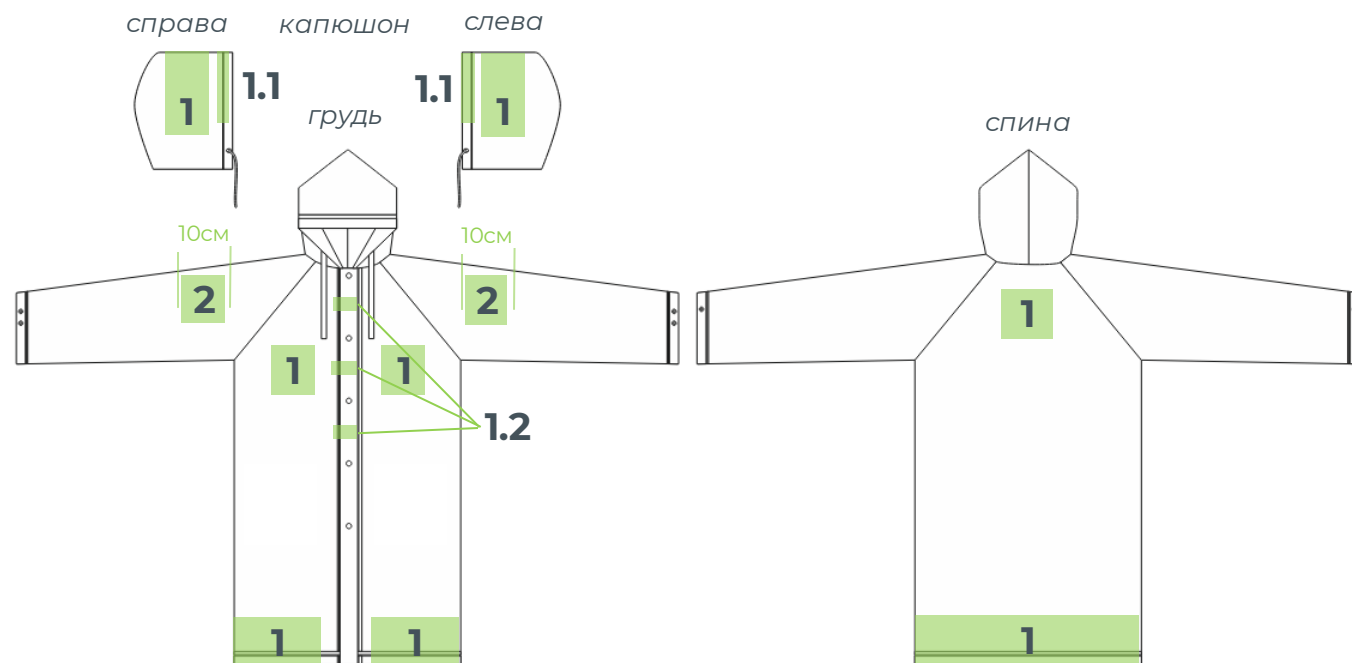 справа капюшон слева
1 1.1 1.1 1
грудь
спина
10см 10см
2 2 1
1 1
1.2
1 1 1